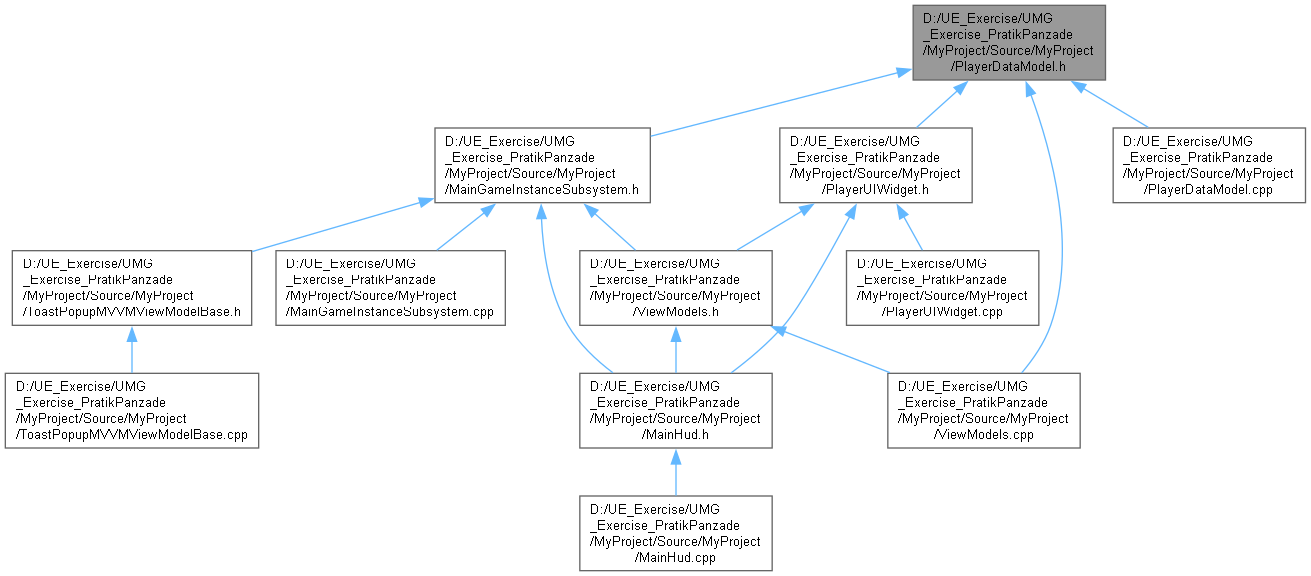 D:/UE_Exercise/UMG
_Exercise_PratikPanzade
/MyProject/Source/MyProject
/PlayerDataModel.h
D:/UE_Exercise/UMG
_Exercise_PratikPanzade
/MyProject/Source/MyProject
/MainGameInstanceSubsystem.h
D:/UE_Exercise/UMG
_Exercise_PratikPanzade
/MyProject/Source/MyProject
/PlayerUIWidget.h
D:/UE_Exercise/UMG
_Exercise_PratikPanzade
/MyProject/Source/MyProject
/PlayerDataModel.cpp
D:/UE_Exercise/UMG
_Exercise_PratikPanzade
/MyProject/Source/MyProject
/ToastPopupMVVMViewModelBase.h
D:/UE_Exercise/UMG
_Exercise_PratikPanzade
/MyProject/Source/MyProject
/MainGameInstanceSubsystem.cpp
D:/UE_Exercise/UMG
_Exercise_PratikPanzade
/MyProject/Source/MyProject
/ViewModels.h
D:/UE_Exercise/UMG
_Exercise_PratikPanzade
/MyProject/Source/MyProject
/PlayerUIWidget.cpp
D:/UE_Exercise/UMG
_Exercise_PratikPanzade
/MyProject/Source/MyProject
/ToastPopupMVVMViewModelBase.cpp
D:/UE_Exercise/UMG
_Exercise_PratikPanzade
/MyProject/Source/MyProject
/MainHud.h
D:/UE_Exercise/UMG
_Exercise_PratikPanzade
/MyProject/Source/MyProject
/ViewModels.cpp
D:/UE_Exercise/UMG
_Exercise_PratikPanzade
/MyProject/Source/MyProject
/MainHud.cpp